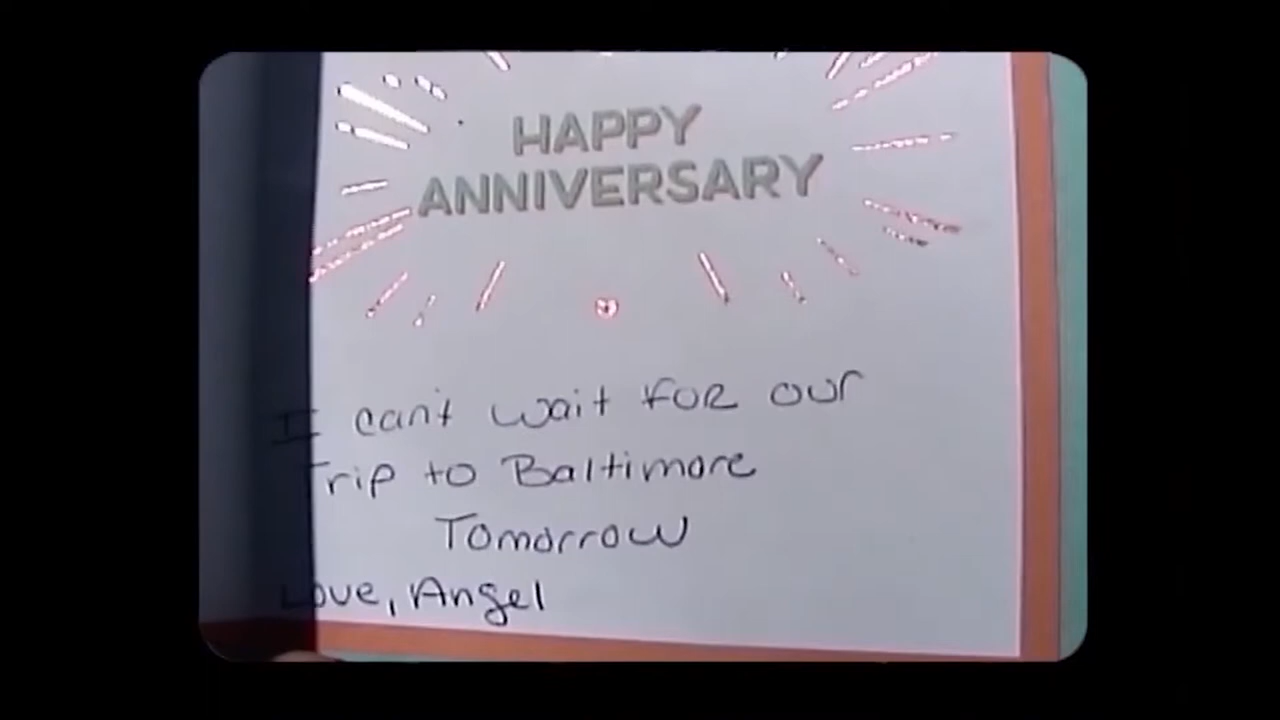 HAPPY
ANNIVERSARY
I can't wait for our
Trip to Baltimore
Tomorrow
Love, Angel